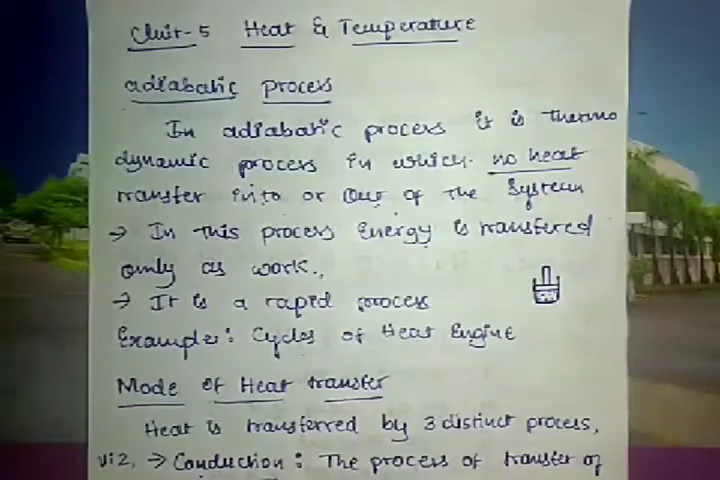 Unit-5 Heat & Temperature
adiabatic process
In adiabatic process it is thermo
dynamic process in which no heat
transfer into or Out of the System
→ In this process Energy is transfered
only as work.,
→ It is a rapid process
Example: Cycles of Heat Engine
Mode of Heat transfer
Heat is transferred by 3 distinct process,
viz, → Conduction: The process of transfer of